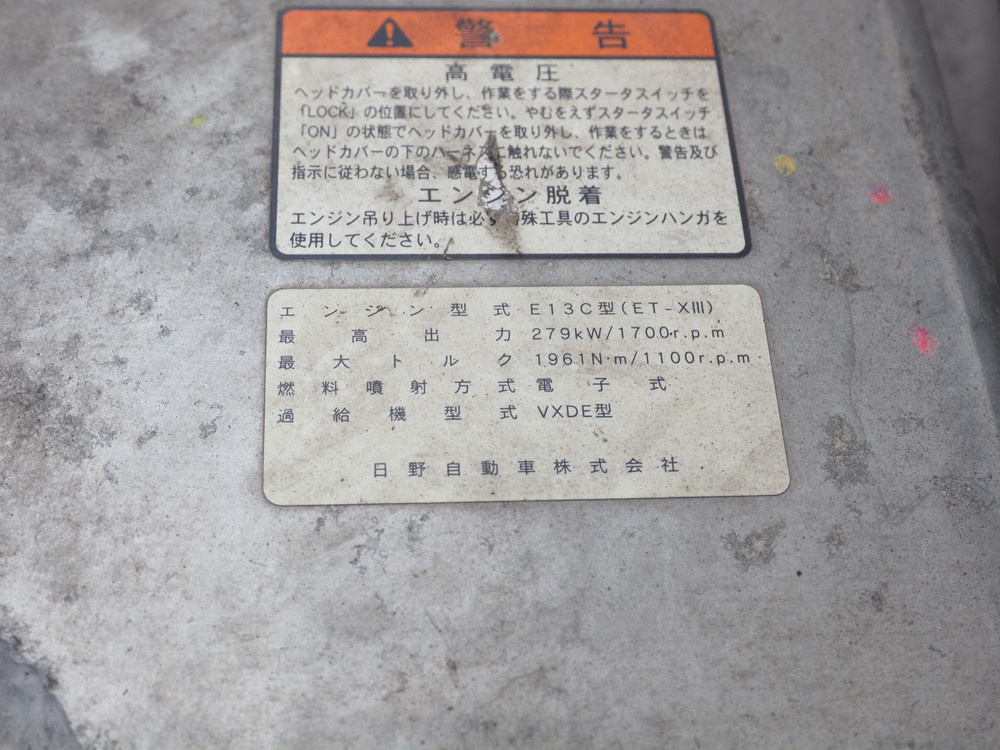 警告
高電圧
ヘッドカバーを取り外し、作業をする際スタータスイッチを
「LOCK」の位置にしてください。やむをえずスタータスイッチ
「ON」の状態でヘッドカバーを取り外し、作業をするときは
ヘッドカバーの下のハーネスに触れないでください。警告及び
指示に従わない場合、感電する恐れがあります。
エンジン脱着
エンジン吊り上げ時は必ず 殊工具のエンジンハンガを
使用してください。
エンジン型式 E13C型(ET-XIII)
最高出力 279kW/1700r.p.m
最大トルク 1961N·m/1100r.p.m
燃料噴射方式 電子式
過給機型式 VXDE型
日野自動車株式会社